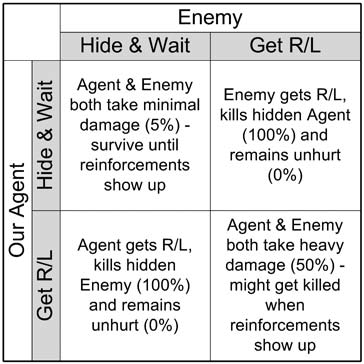 Enemy
Hide & Wait
Get R/L
Our Agent
Hide & Wait
Agent & Enemy
both take minimal
damage (5%) -
survive until
reinforcements
show up
Enemy gets R/L,
kills hidden Agent
(100%) and
remains unhurt
(0%)
Get R/L
Agent gets R/L,
kills hidden
Enemy (100%)
and remains
unhurt (0%)
Agent & Enemy
both take heavy
damage (50%) -
might get killed
when
reinforcements
show up